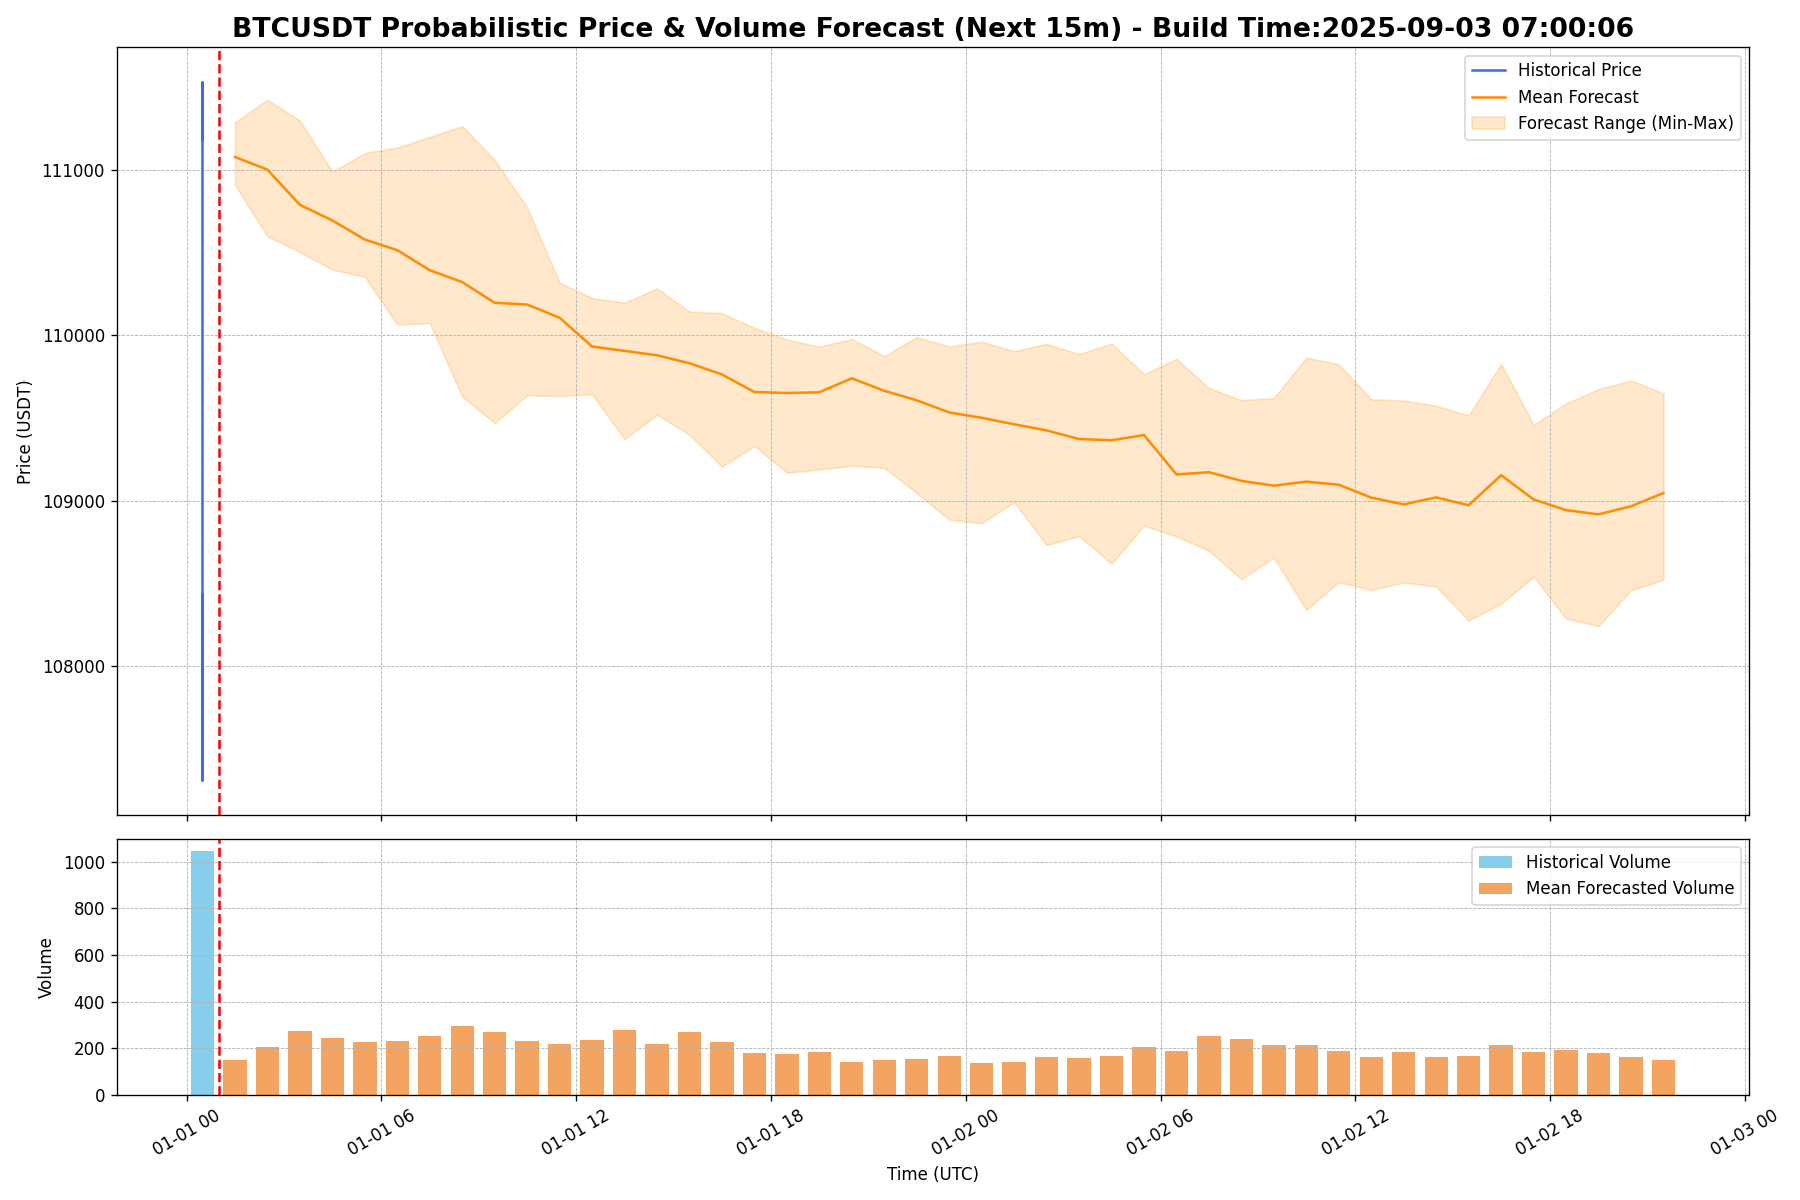 BTCUSDT Probabilistic Price & Volume Forecast (Next 15m) - Build Time:2025-09-03 07:00:06
Historical Price
Mean Forecast
Forecast Range (Min-Max)
111000
110000
109000
108000
Price (USDT)
Historical Volume
Mean Forecasted Volume
1000
800
600
400
200
0
Volume
01-01 00
01-01 06
01-01 12
01-01 18
01-02 00
01-02 06
01-02 12
01-02 18
01-03 00
Time (UTC)